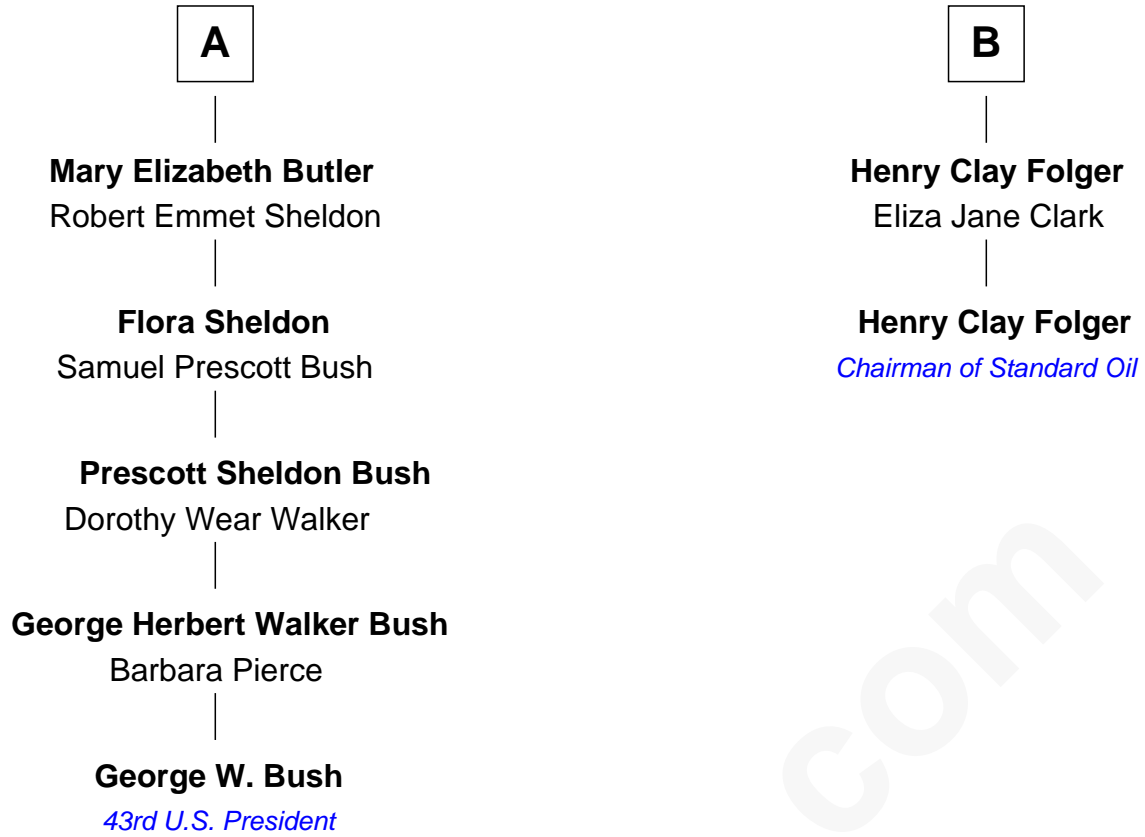 A
Mary Elizabeth Butler
Robert Emmet Sheldon
Flora Sheldon
Samuel Prescott Bush
Prescott Sheldon Bush
Dorothy Wear Walker
George Herbert Walker Bush
Barbara Pierce
George W. Bush
43rd U.S. President
B
Henry Clay Folger
Eliza Jane Clark
Henry Clay Folger
Chairman of Standard Oil
com